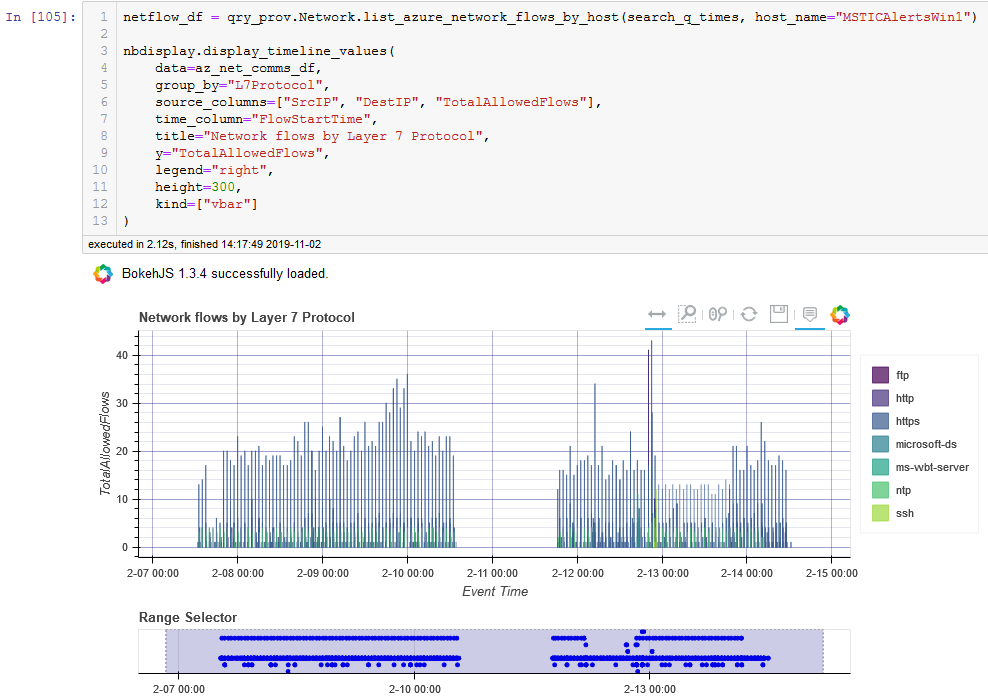 In [105]:
1 netflow_df = qry_prov.Network.list_azure_network_flows_by_host(search_q_times, host_name="MSTICAlertsWin1")
2
3 nbdisplay.display_timeline_values(
4     data=az_net_comms_df,
5     group_by="L7Protocol",
6     source_columns=["SrcIP", "DestIP", "TotalAllowedFlows"],
7     time_column="FlowStartTime",
8     title="Network flows by Layer 7 Protocol",
9     y="TotalAllowedFlows",
10     legend="right",
11     height=300,
12     kind=["vbar"]
13 )
executed in 2.12s, finished 14:17:49 2019-11-02
BokehJS 1.3.4 successfully loaded.
Network flows by Layer 7 Protocol
TotalAllowedFlows
40
30
20
10
0
2-07 00:00 2-08 00:00 2-09 00:00 2-10 00:00 2-11 00:00 2-12 00:00 2-13 00:00 2-14 00:00 2-15 00:00
Event Time
ftp
http
https
microsoft-ds
ms-wbt-server
ntp
ssh
Range Selector
2-07 00:00 2-10 00:00 2-13 00:00